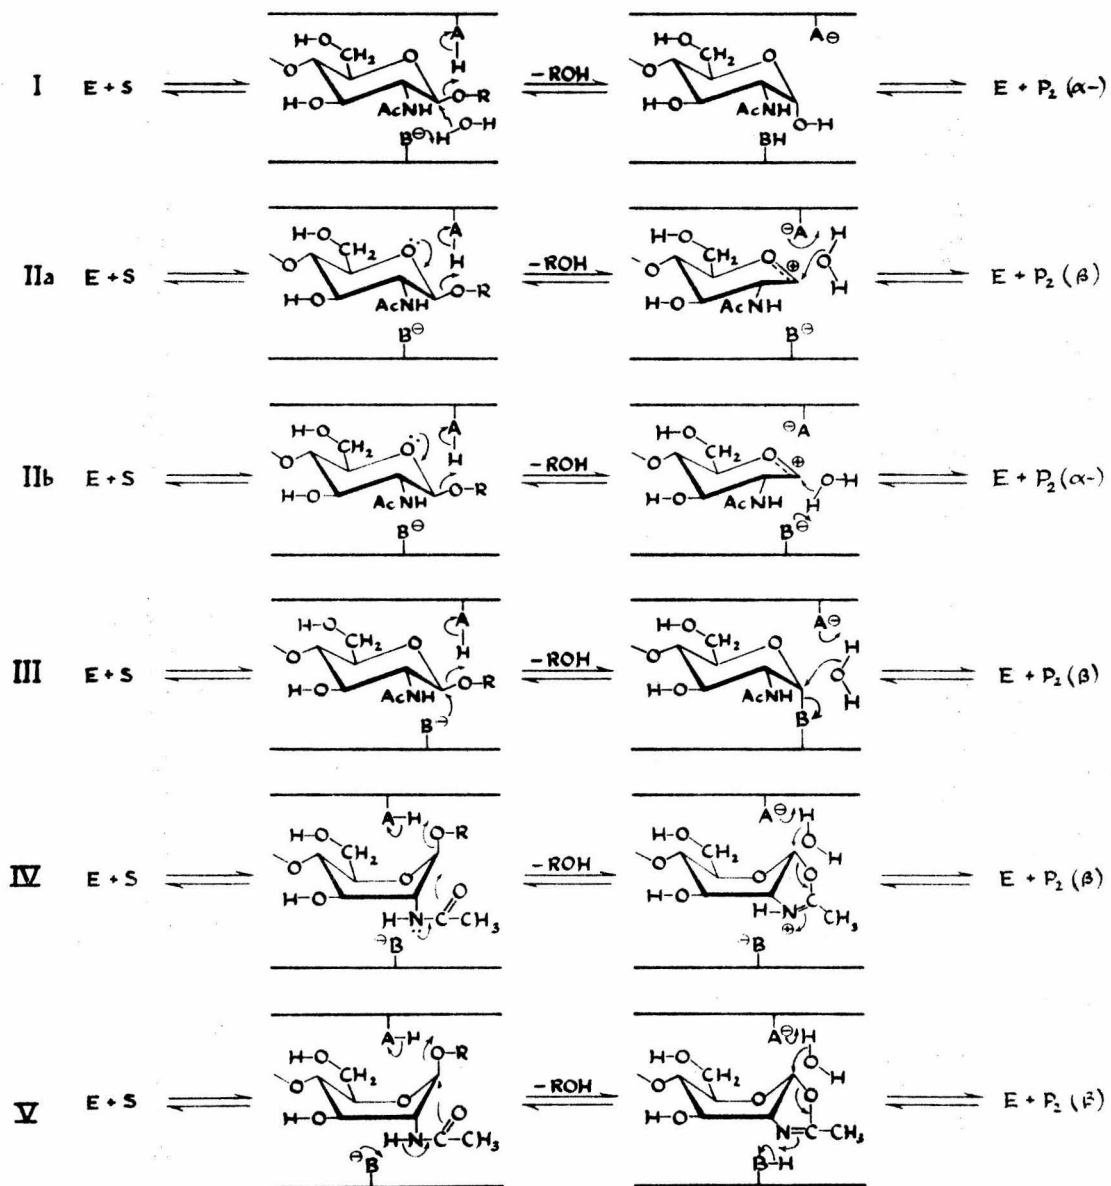 H-O CH₂ O A H
I E + S O H-O AcNH O-R H O H B⊖ -ROH H-O CH₂ O A⊖ O H-O AcNH O-H BH E + P₂ (α-)
H-O CH₂ O A H
IIa E + S O H-O AcNH O-R B⊖ -ROH H-O CH₂ O ⊕ ⊖A H O H O H-O AcNH B⊖ E + P₂ (β)
H-O CH₂ O A H
IIb E + S O H-O AcNH O-R B⊖ -ROH H-O CH₂ O ⊕ ⊖A O H-O AcNH H O-H B⊖ E + P₂ (α-)
H-O CH₂ O A H
III E + S O H-O AcNH O-R B⊖ -ROH H-O CH₂ O A⊖ H O H O H-O AcNH B E + P₂ (β)
A-H O-R H-O CH₂ O
IV E + S O H-O H-N-C O CH₃ ⊖B -ROH A⊖ H O H H-O CH₂ O O O H-O H-N=C CH₃ ⊕ ⊖B E + P₂ (β)
A-H O-R H-O CH₂ O
V E + S O H-O H-N-C O CH₃ ⊖B -ROH A⊖ H O H H-O CH₂ O O O H-O N=C CH₃ B-H E + P₂ (β)